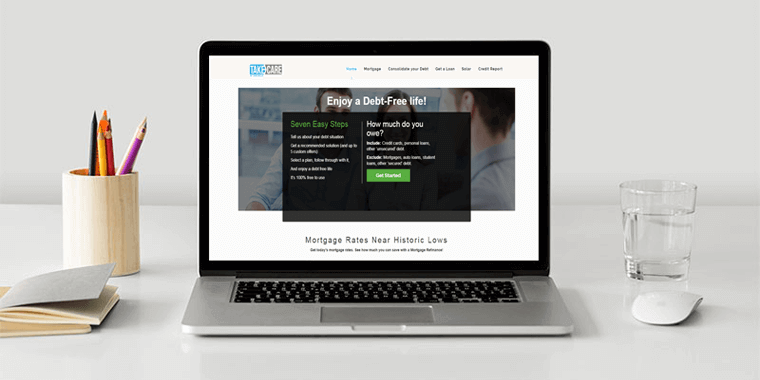 TAKE CARE
Home Mortgage Consolidate your Debt Get a Loan Solar Credit Report
Enjoy a Debt-Free life!
Seven Easy Steps
Tell us about your debt situation
Get a recommended solution (and up to
5 custom offers)
Select a plan, follow through with it,
And enjoy a debt free life
It's 100% free to use
How much do you
owe?
Include: Credit cards, personal loans,
other 'unsecured' debt.
Exclude: Mortgages, auto loans, student
loans, other 'secured' debt.
Get Started
Mortgage Rates Near Historic Lows
Get today's mortgage rates. See how much you can save with a Mortgage Refinance!